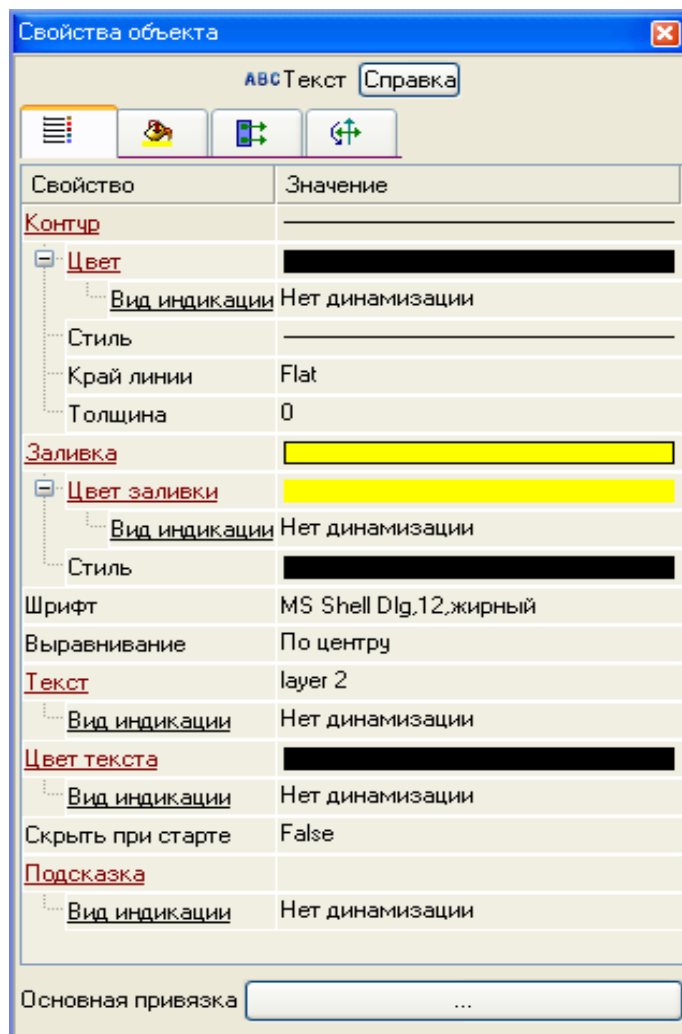 Свойства объекта
ABC Текст Справка
Свойство Значение
Контур
Цвет
Вид индикации Нет динамизации
Стиль
Край линии Flat
Толщина 0
Заливка
Цвет заливки
Вид индикации Нет динамизации
Стиль
Шрифт MS Shell Dlg,12,жирный
Выравнивание По центру
Текст layer 2
Вид индикации Нет динамизации
Цвет текста
Вид индикации Нет динамизации
Скрыть при старте False
Подсказка
Вид индикации Нет динамизации
Основная привязка ...